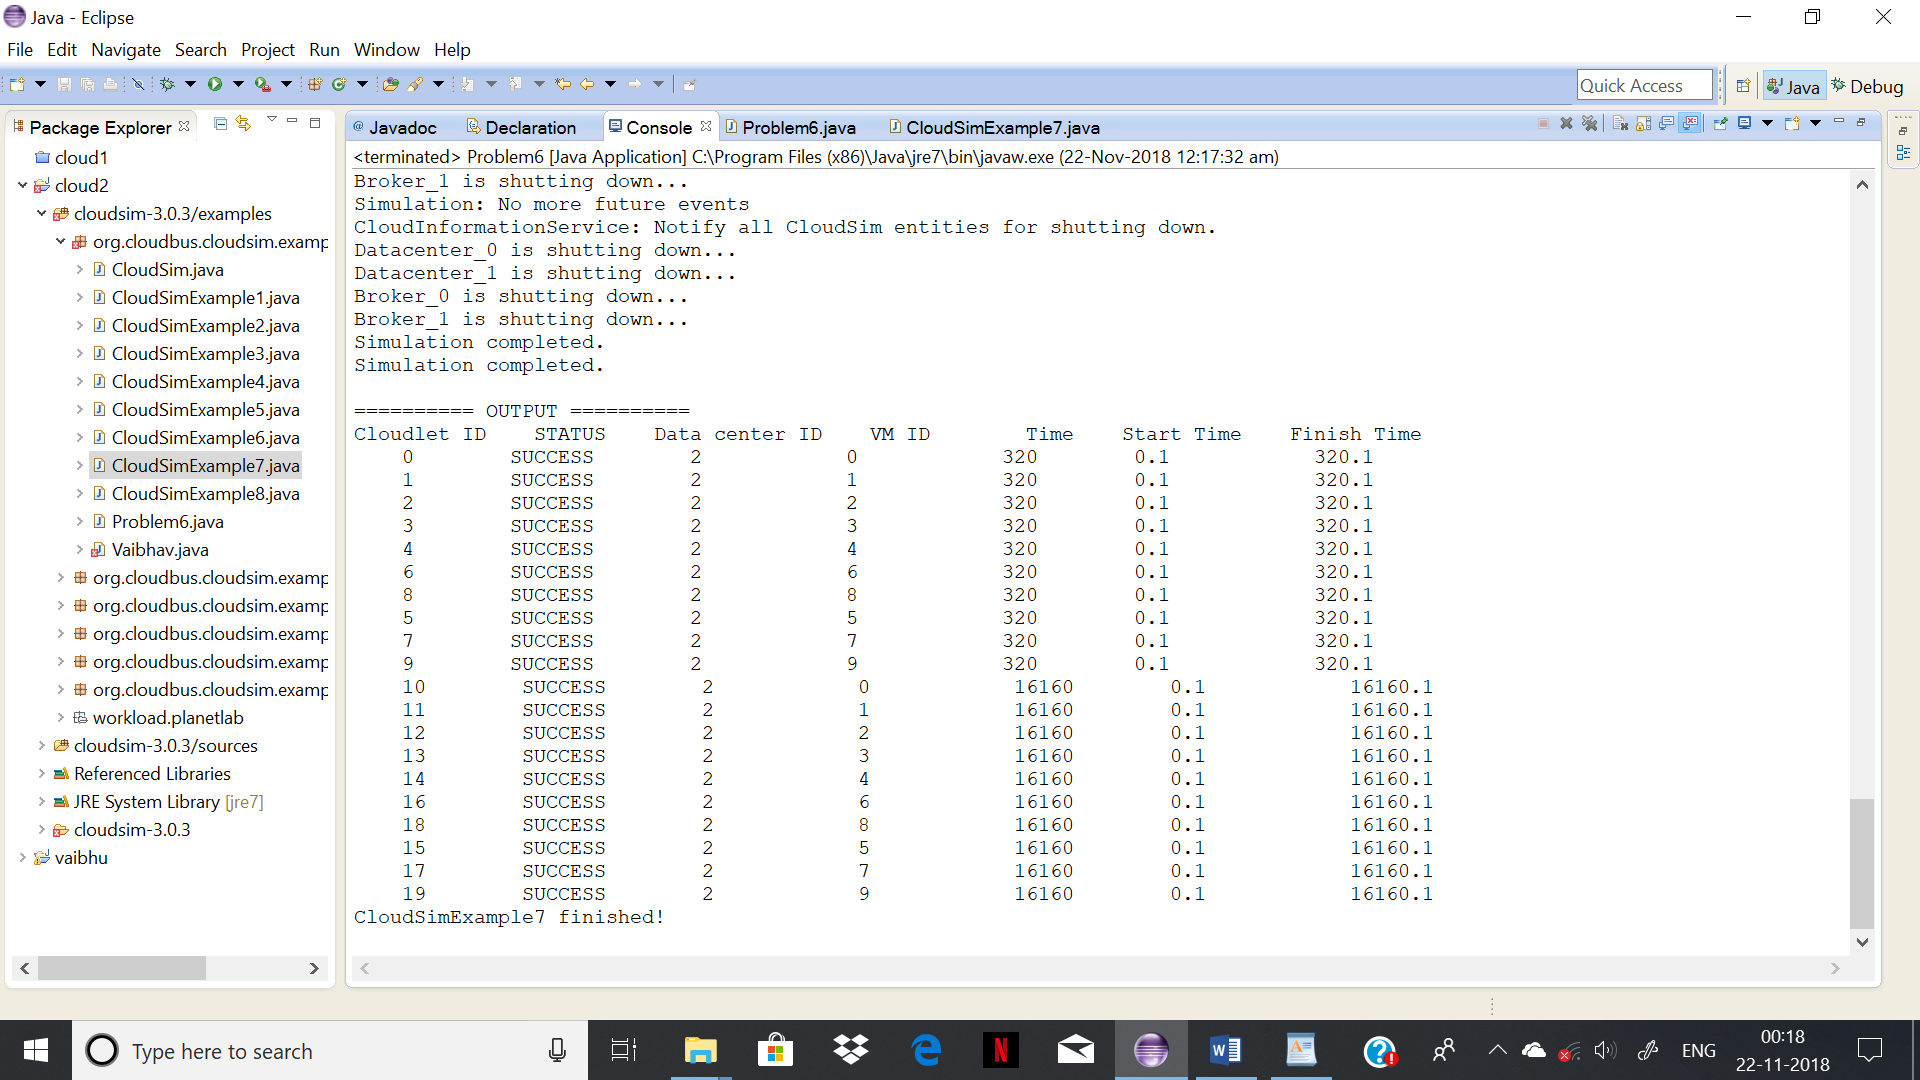 Java - Eclipse
File Edit Navigate Search Project Run Window Help
Quick Access
Java
Debug
Package Explorer
cloud1
cloud2
cloudsim-3.0.3/examples
org.cloudbus.cloudsim.examp
CloudSim.java
CloudSimExample1.java
CloudSimExample2.java
CloudSimExample3.java
CloudSimExample4.java
CloudSimExample5.java
CloudSimExample6.java
CloudSimExample7.java
CloudSimExample8.java
Problem6.java
Vaibhav.java
org.cloudbus.cloudsim.examp
org.cloudbus.cloudsim.examp
org.cloudbus.cloudsim.examp
org.cloudbus.cloudsim.examp
org.cloudbus.cloudsim.examp
workload.planetlab
cloudsim-3.0.3/sources
Referenced Libraries
JRE System Library [jre7]
cloudsim-3.0.3
vaibhu
Javadoc Declaration Console Problem6.java CloudSimExample7.java
<terminated> Problem6 [Java Application] C:\Program Files (x86)\Java\jre7\bin\javaw.exe (22-Nov-2018 12:17:32 am)
Broker_1 is shutting down...
Simulation: No more future events
CloudInformationService: Notify all CloudSim entities for shutting down.
Datacenter_0 is shutting down...
Datacenter_1 is shutting down...
Broker_0 is shutting down...
Broker_1 is shutting down...
Simulation completed.
Simulation completed.
========== OUTPUT ==========
Cloudlet ID STATUS Data center ID VM ID Time Start Time Finish Time
0 SUCCESS 2 0 320 0.1 320.1
1 SUCCESS 2 1 320 0.1 320.1
2 SUCCESS 2 2 320 0.1 320.1
3 SUCCESS 2 3 320 0.1 320.1
4 SUCCESS 2 4 320 0.1 320.1
6 SUCCESS 2 6 320 0.1 320.1
8 SUCCESS 2 8 320 0.1 320.1
5 SUCCESS 2 5 320 0.1 320.1
7 SUCCESS 2 7 320 0.1 320.1
9 SUCCESS 2 9 320 0.1 320.1
10 SUCCESS 2 0 16160 0.1 16160.1
11 SUCCESS 2 1 16160 0.1 16160.1
12 SUCCESS 2 2 16160 0.1 16160.1
13 SUCCESS 2 3 16160 0.1 16160.1
14 SUCCESS 2 4 16160 0.1 16160.1
16 SUCCESS 2 6 16160 0.1 16160.1
18 SUCCESS 2 8 16160 0.1 16160.1
15 SUCCESS 2 5 16160 0.1 16160.1
17 SUCCESS 2 7 16160 0.1 16160.1
19 SUCCESS 2 9 16160 0.1 16160.1
CloudSimExample7 finished!
Type here to search
ENG
00:18
22-11-2018